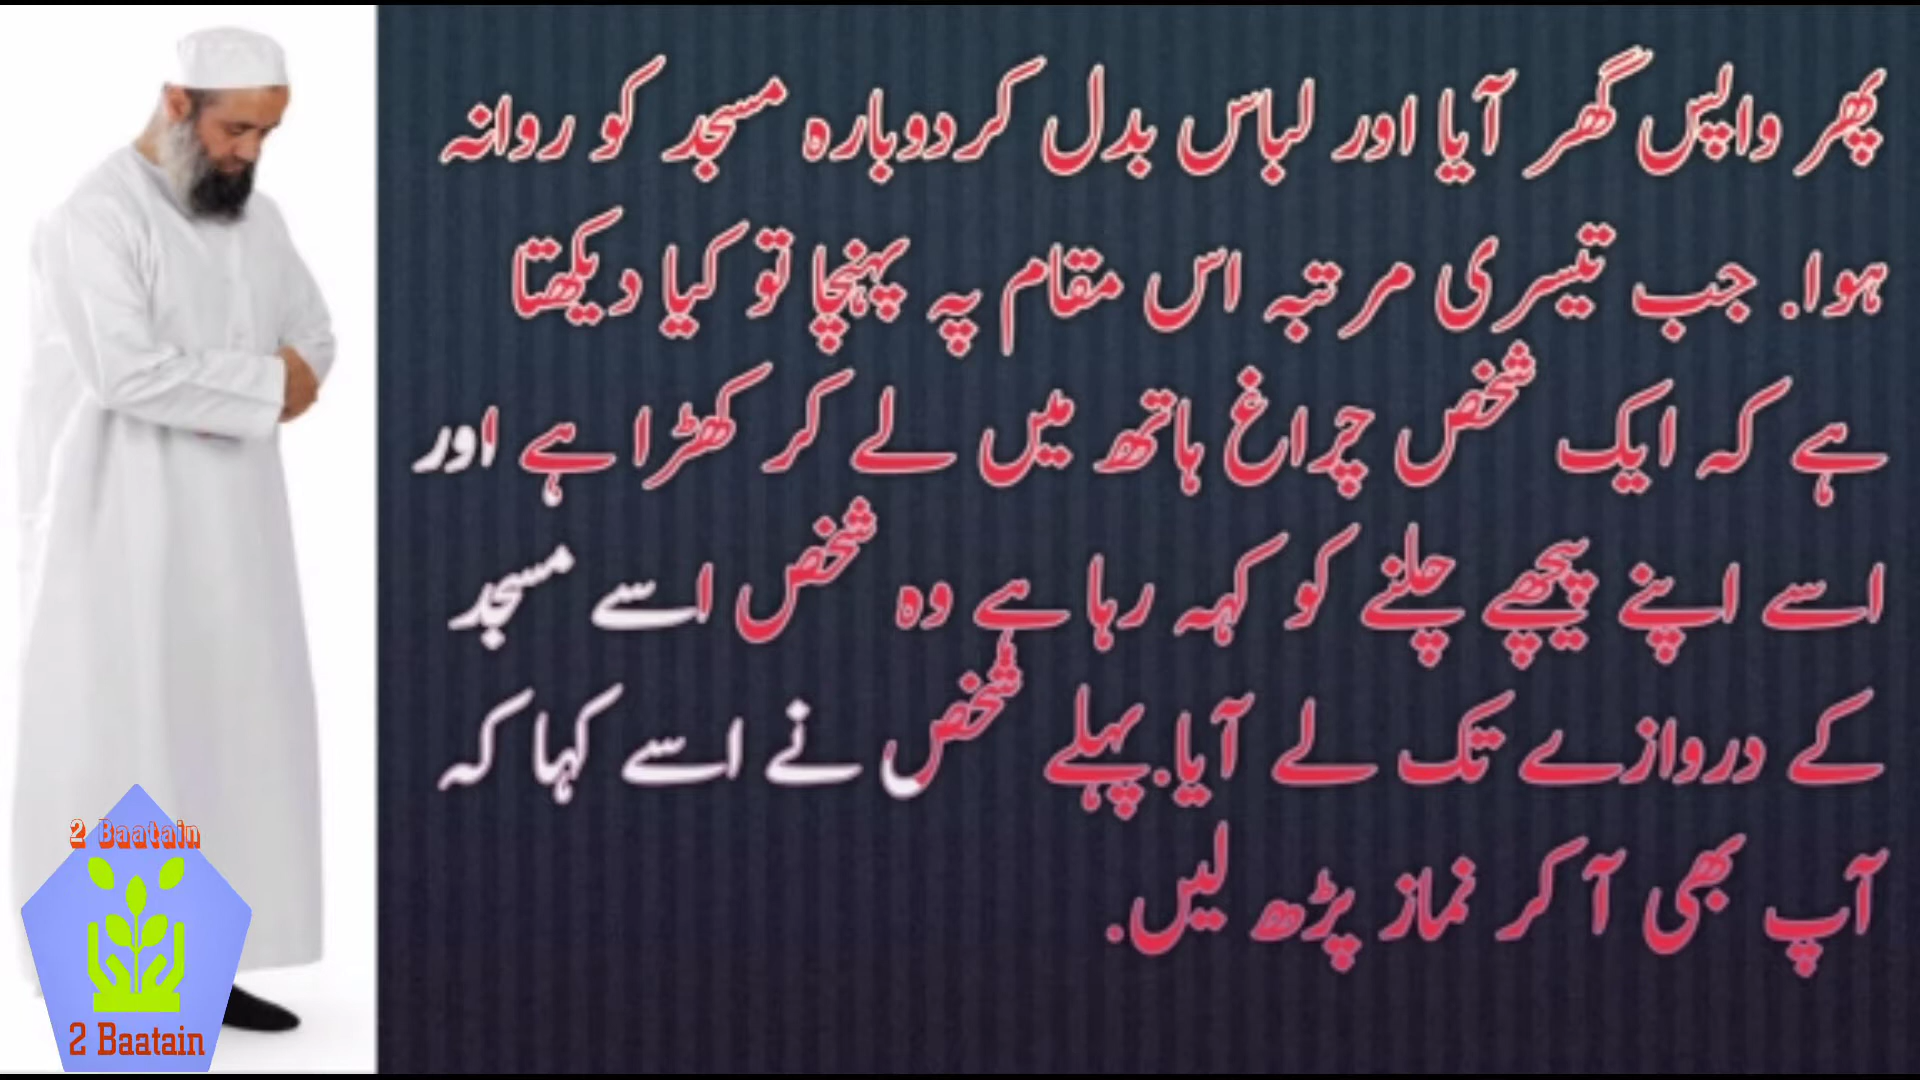 پھر واپس گھر آیا اور لباس بدل کر دوبارہ مسجد کو روانہ
ہوا. جب تیسری مرتبہ اس مقام پہ پہنچا تو کیا دیکھتا
ہے کہ ایک شخص چراغ ہاتھ میں لے کر کھڑا ہے اور
اسے اپنے پیچھے چلنے کو کہہ رہا ہے وہ شخص اسے مسجد
کے دروازے تک لے آیا. پہلے شخص نے اسے کہا کہ
آپ بھی آ کر نماز پڑھ لیں.
2 Baatain
2 Baatain